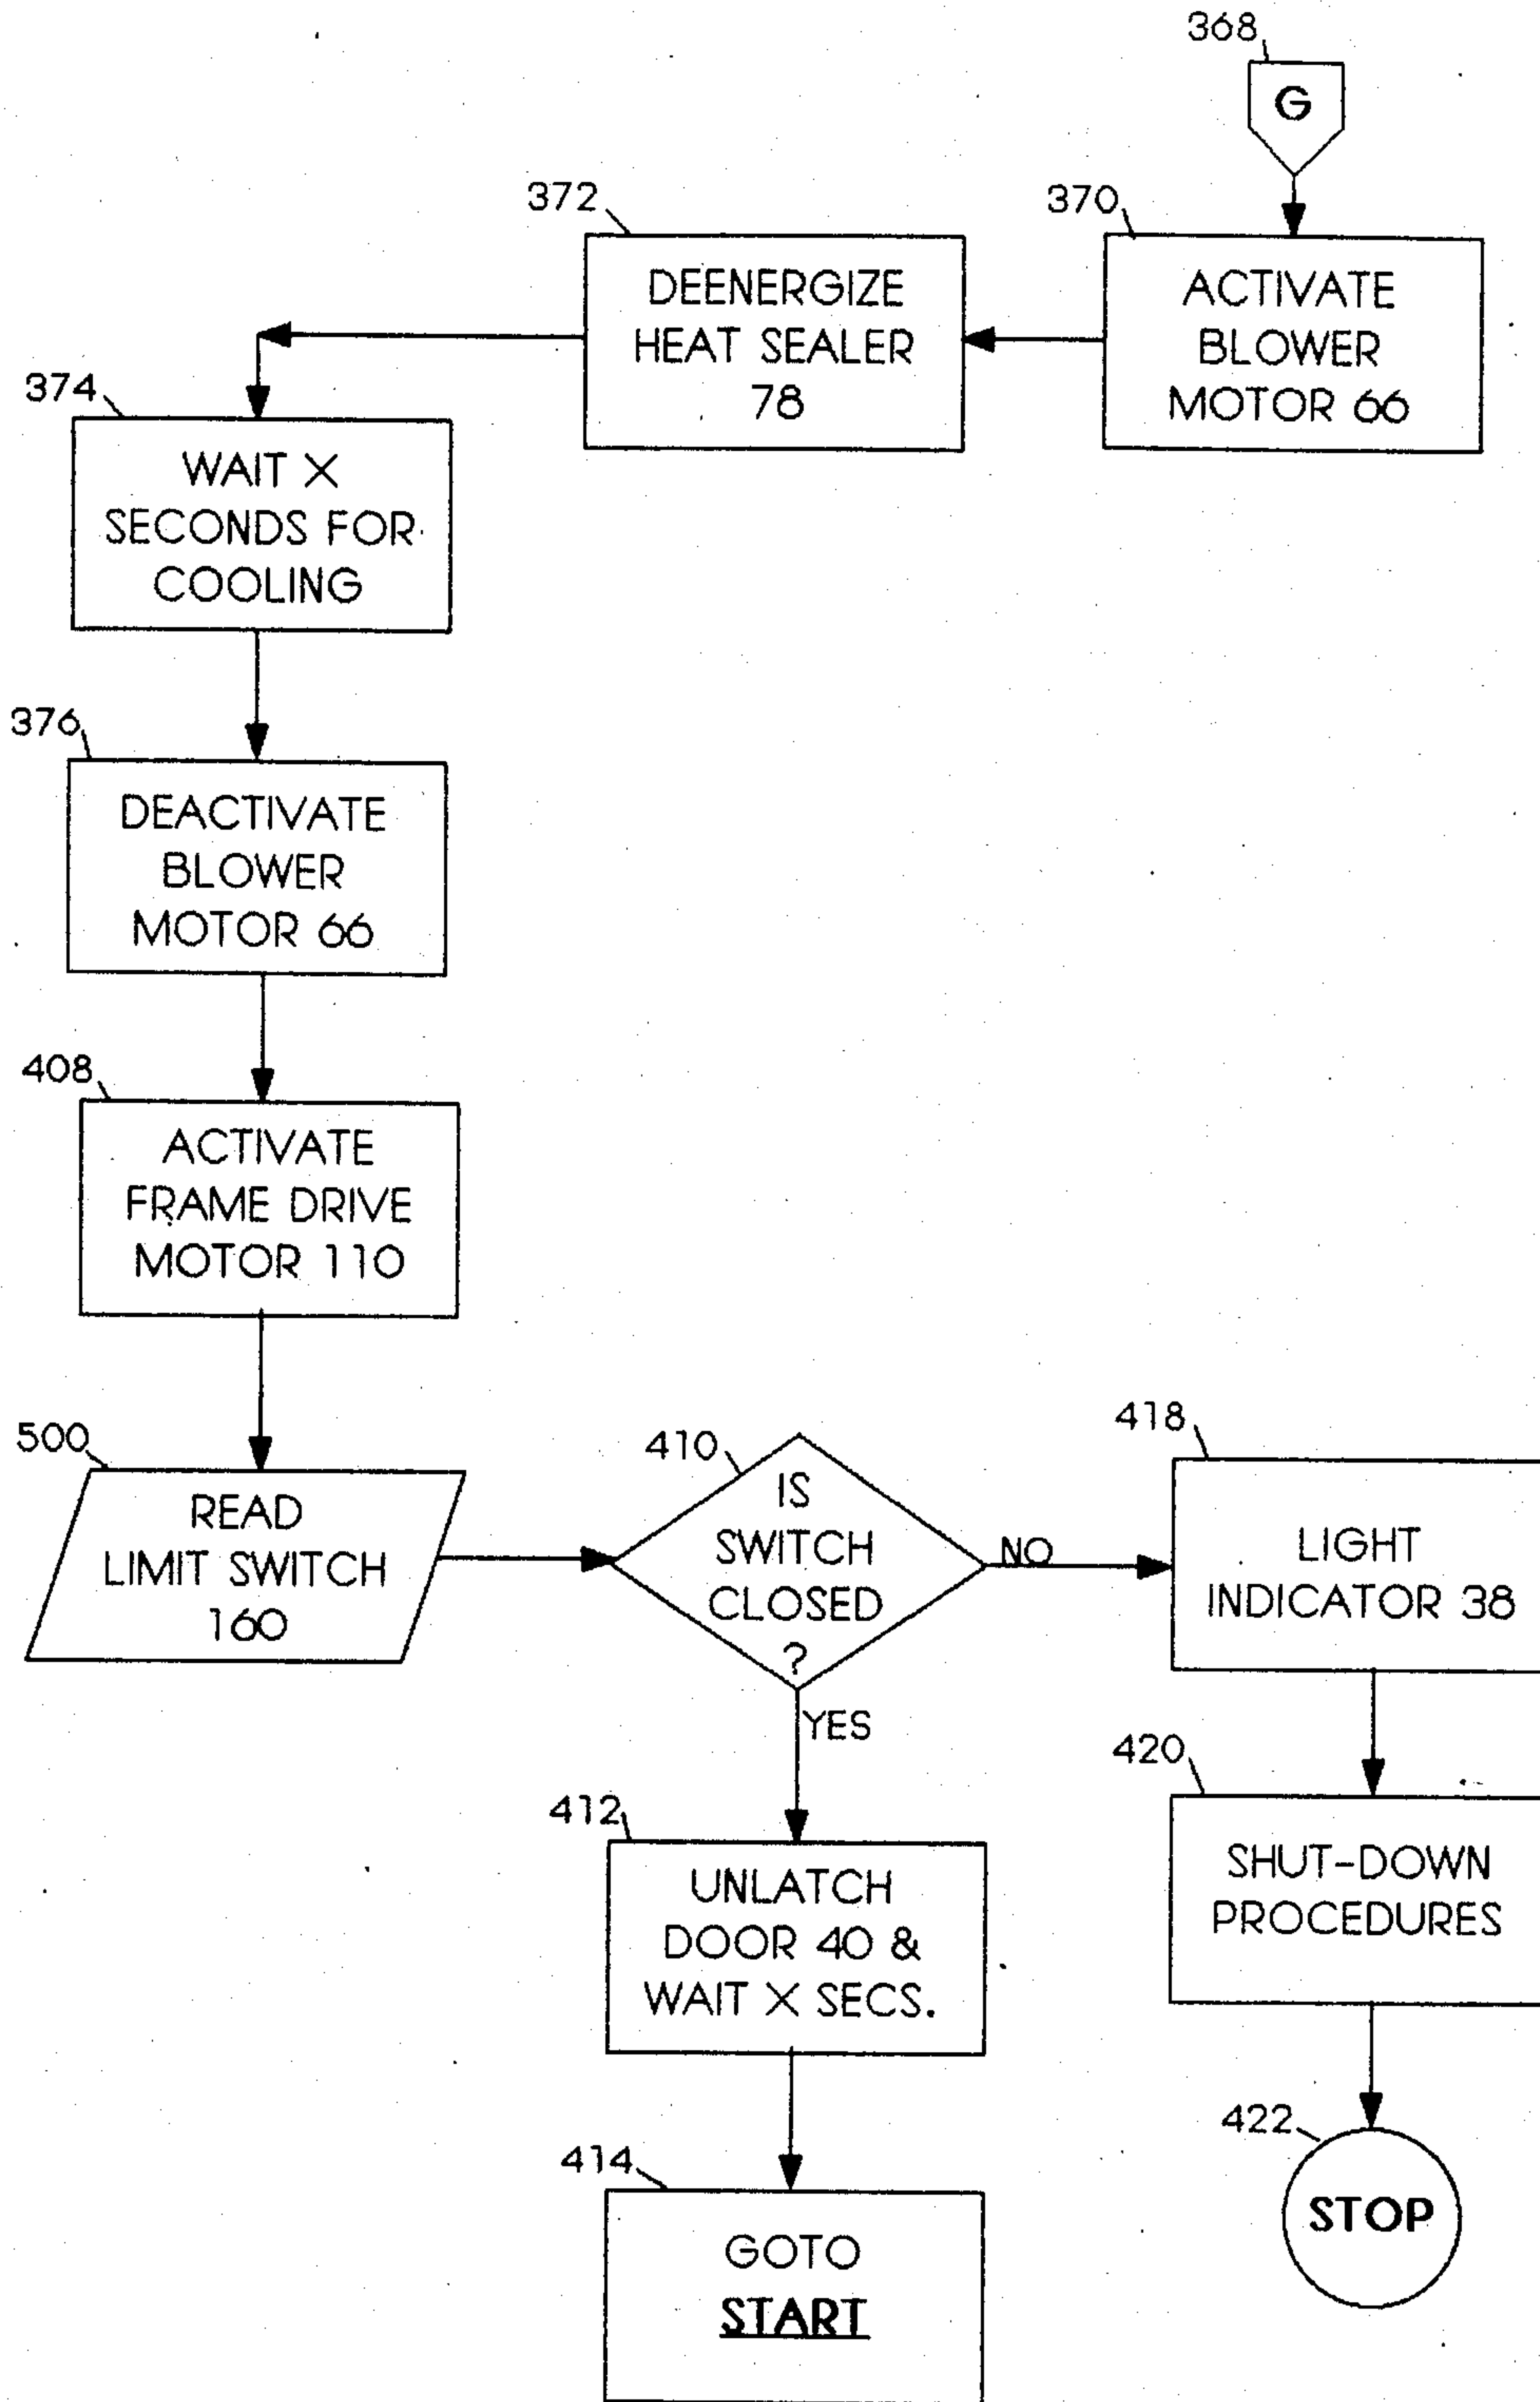 368
G
370
ACTIVATE
BLOWER
MOTOR 66
372
DEENERGIZE
HEAT SEALER
78
374
WAIT X
SECONDS FOR
COOLING
376
DEACTIVATE
BLOWER
MOTOR 66
408
ACTIVATE
FRAME DRIVE
MOTOR 110
500
READ
LIMIT SWITCH
160
410
IS
SWITCH
CLOSED
?
NO
YES
418
LIGHT
INDICATOR 38
420
SHUT-DOWN
PROCEDURES
422
STOP
412
UNLATCH
DOOR 40 &
WAIT X SECS.
414
GOTO
START